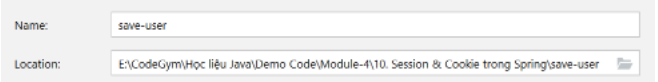 Name: save-user
Location: E:\CodeGym\Học liệu Java\Demo Code\Module-4\10. Session & Cookie trong Spring\save-user